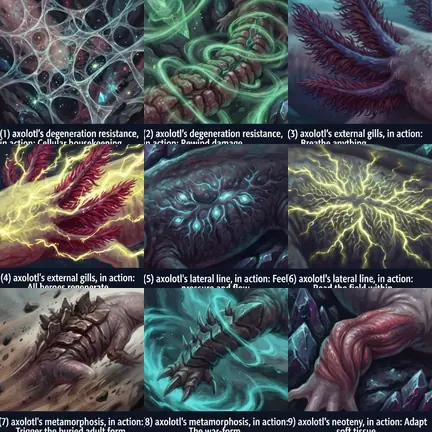 (1) axolotl's degeneration resistance,
in action: Cellular housekeeping
(2) axolotl's degeneration resistance,
in action: Rewind damage
(3) axolotl's external gills, in action:
Breathe anything
(4) axolotl's external gills, in action:
All heroes regenerate
(5) axolotl's lateral line, in action: Feel
pressure and flow
6) axolotl's lateral line, in action:
Read the field within
(7) axolotl's metamorphosis, in action:
Trigger the buried adult form
8) axolotl's metamorphosis, in action:
The war-form
9) axolotl's neoteny, in action: Adapt
soft tissue